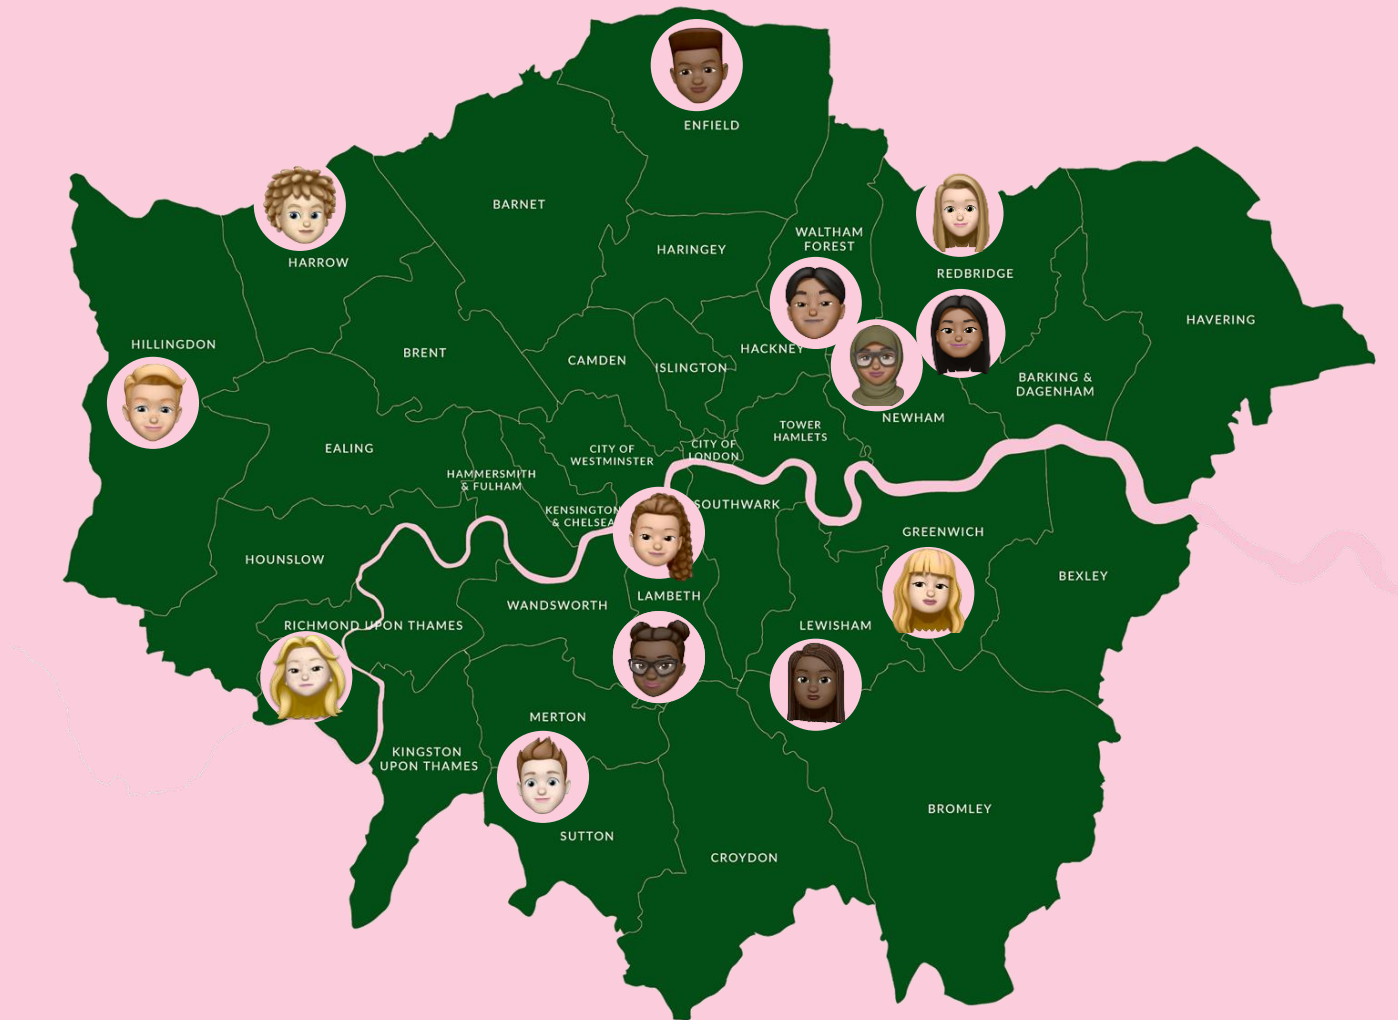 ENFIELD
BARNET
WALTHAM
FOREST
HARINGEY
HARROW
REDBRIDGE
HAVERING
HILLINGDON
BRENT
HACKNEY
CAMDEN
ISLINGTON
BARKING &
DAGENHAM
NEWHAM
TOWER
HAMLETS
EALING
CITY OF
LONDON
CITY OF
WESTMINSTER
HAMMERSMITH
& FULHAM
SOUTHWARK
KENSINGTON
& CHELSEA
GREENWICH
HOUNSLOW
BEXLEY
LAMBETH
WANDSWORTH
RICHMOND UPON THAMES
LEWISHAM
MERTON
KINGSTON
UPON THAMES
BROMLEY
SUTTON
CROYDON